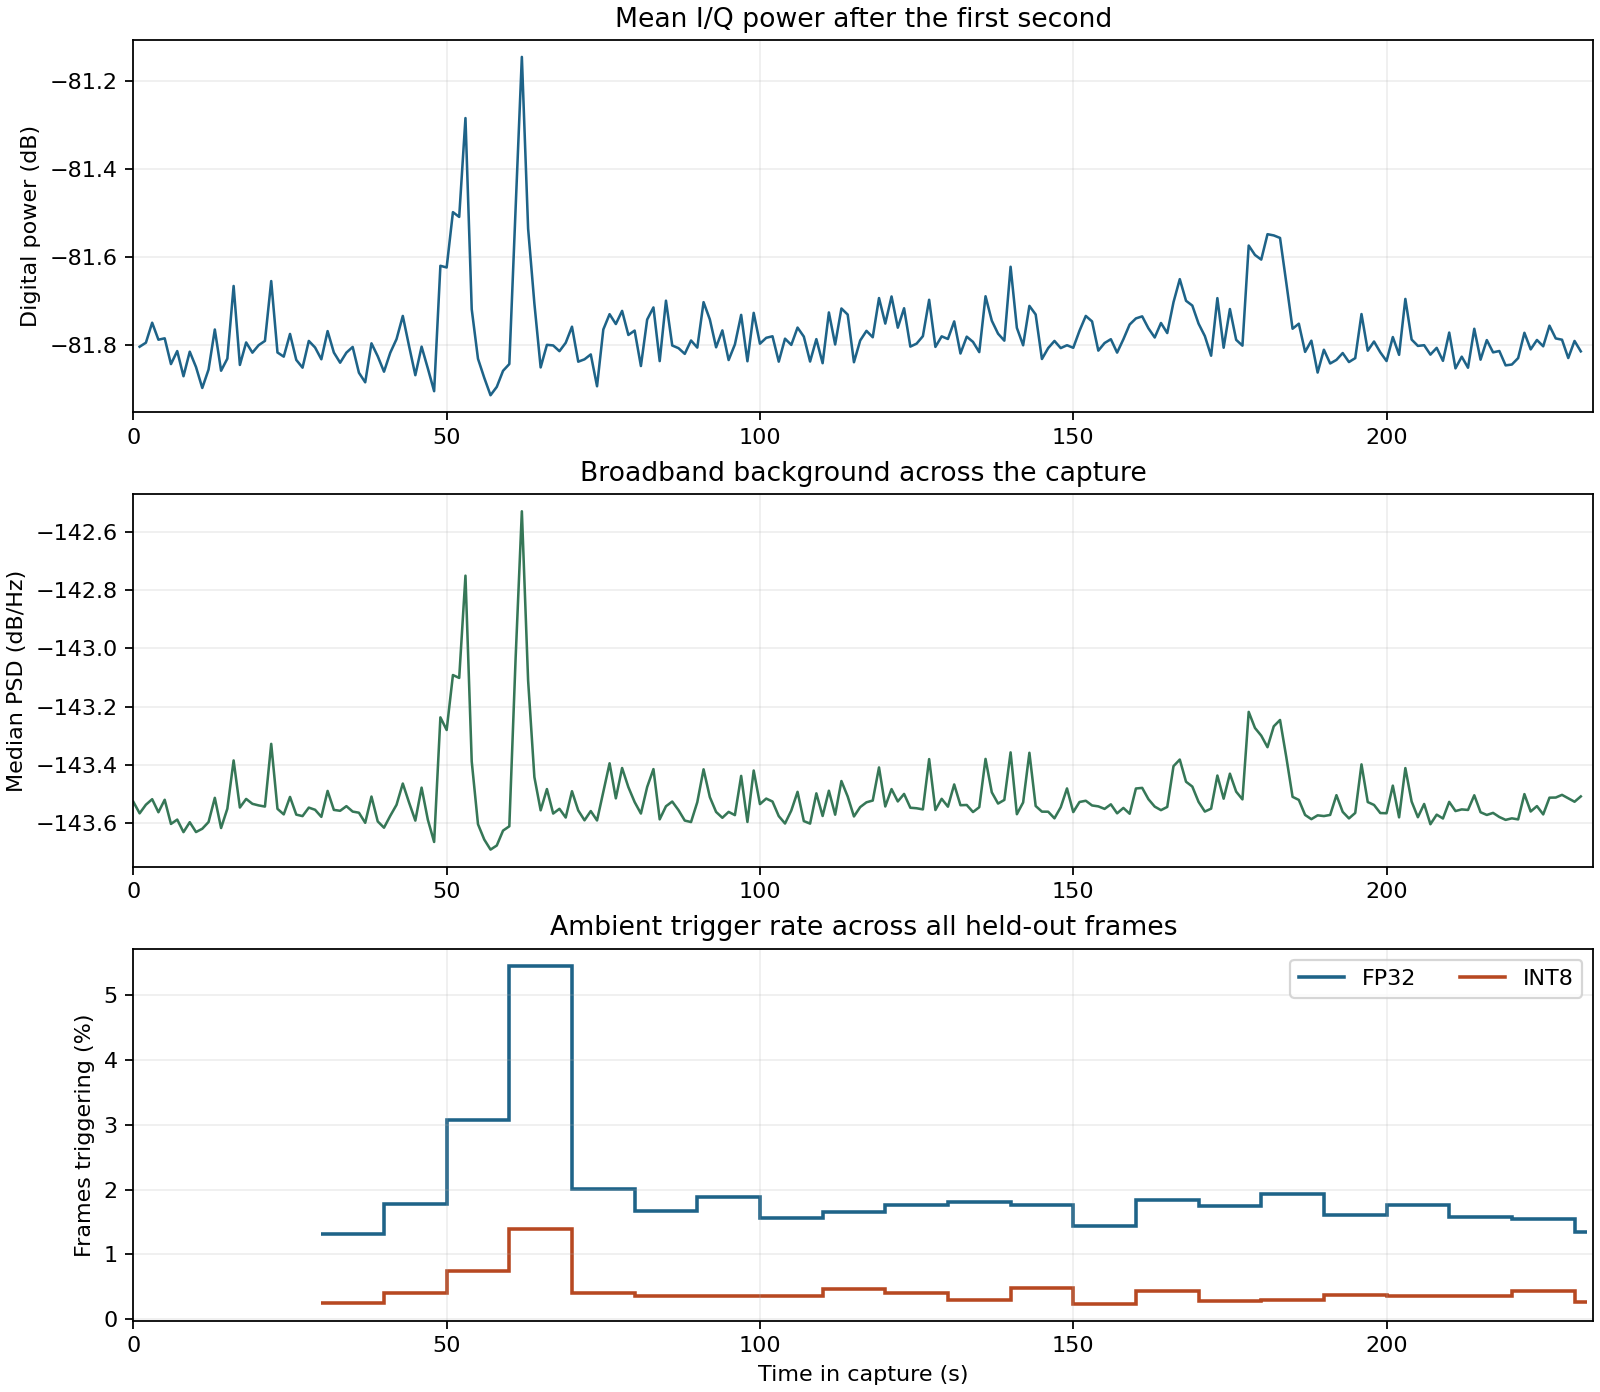 Mean I/Q power after the first second
Digital power (dB)
−81.2
−81.4
−81.6
−81.8
0 50 100 150 200
Broadband background across the capture
Median PSD (dB/Hz)
−142.6
−142.8
−143.0
−143.2
−143.4
−143.6
0 50 100 150 200
Ambient trigger rate across all held-out frames
Frames triggering (%)
FP32 INT8
5
4
3
2
1
0
0 50 100 150 200
Time in capture (s)